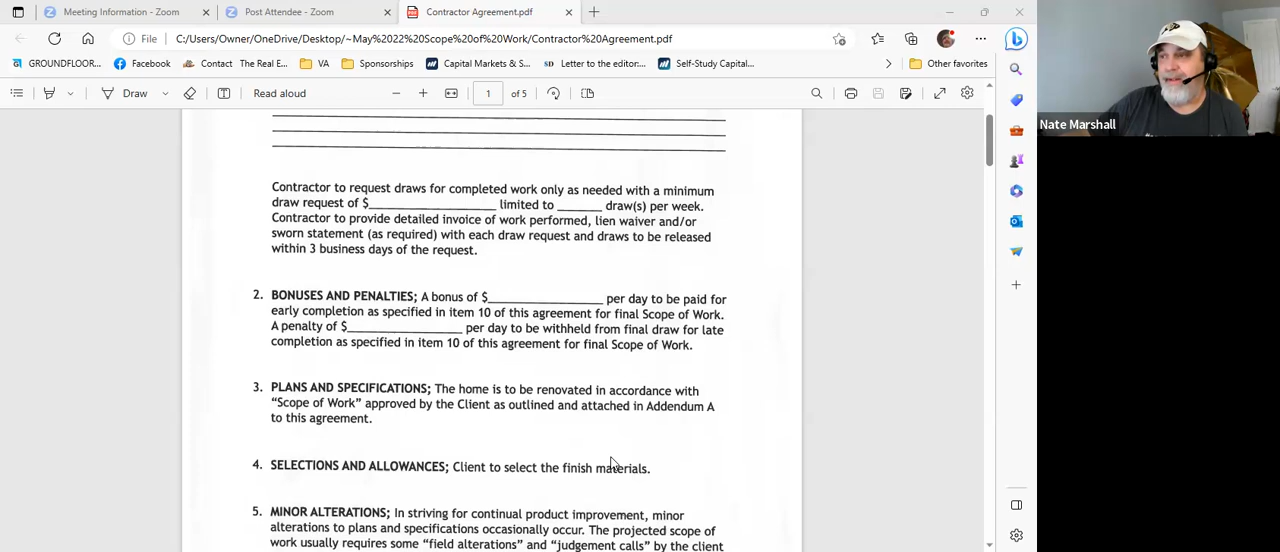 Meeting Information - Zoom
Post Attendee - Zoom
Contractor Agreement.pdf
File
C:/Users/Owner/OneDrive/Desktop/~May%2022%20Scope%20of%20Work/Contractor%20Agreement.pdf
GROUNDFLOOR...
Facebook
Contact
The Real E...
VA
Sponsorships
Capital Markets & S...
SD
Letter to the editor:...
Self-Study Capital...
Other favorites
Draw
Read aloud
1
of 5
Nate Marshall
Contractor to request draws for completed work only as needed with a minimum
draw request of $____________________ limited to _______ draw(s) per week.
Contractor to provide detailed invoice of work performed, lien waiver and/or
sworn statement (as required) with each draw request and draws to be released
within 3 business days of the request.
2. BONUSES AND PENALTIES; A bonus of $__________________ per day to be paid for
early completion as specified in item 10 of this agreement for final Scope of Work.
A penalty of $__________________ per day to be withheld from final draw for late
completion as specified in item 10 of this agreement for final Scope of Work.
3. PLANS AND SPECIFICATIONS; The home is to be renovated in accordance with
“Scope of Work” approved by the Client as outlined and attached in Addendum A
to this agreement.
4. SELECTIONS AND ALLOWANCES; Client to select the finish materials.
5. MINOR ALTERATIONS; In striving for continual product improvement, minor
alterations to plans and specifications occasionally occur. The projected scope of
work usually requires some “field alterations” and “judgement calls” by the client